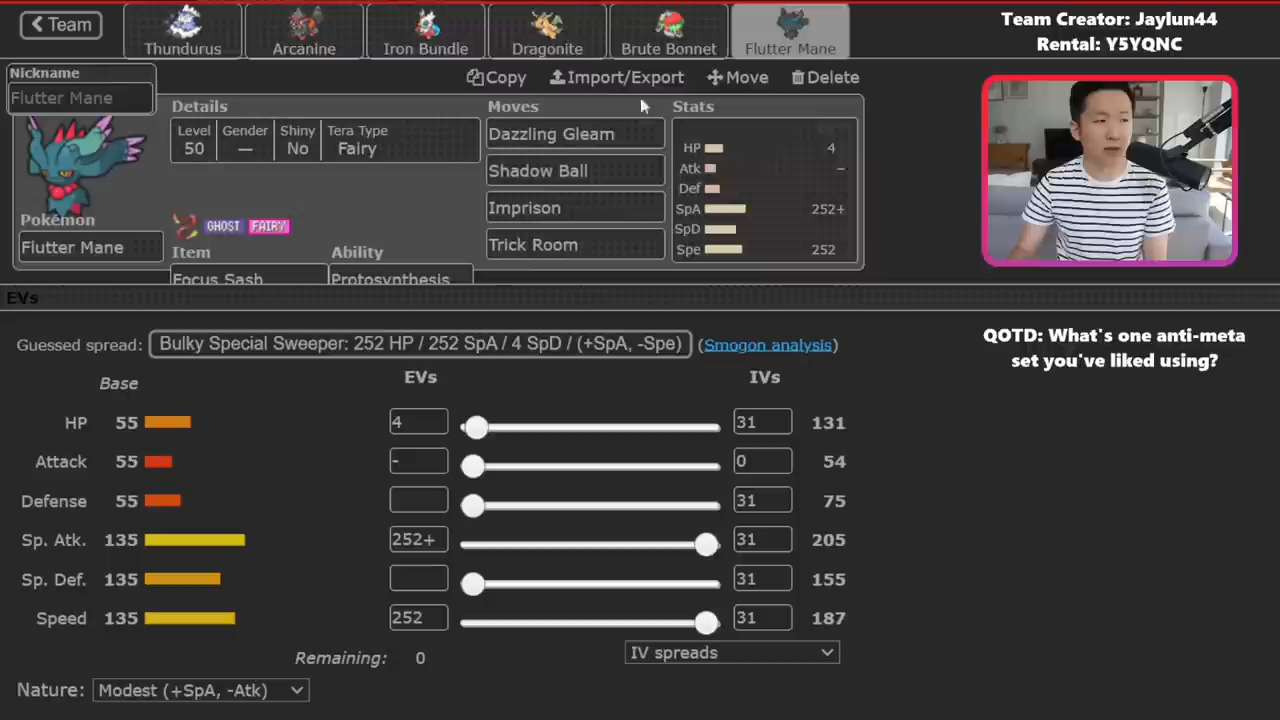 Team
Thundurus
Arcanine
Iron Bundle
Dragonite
Brute Bonnet
Flutter Mane
Team Creator: Jaylun44
Rental: Y5YQNC
Nickname
Flutter Mane
Copy
Import/Export
Move
Delete
Details
Level
50
Gender
—
Shiny
No
Tera Type
Fairy
Moves
Dazzling Gleam
Shadow Ball
Imprison
Trick Room
Stats
HP 4
Atk –
Def
SpA 252+
SpD
Spe 252
Pokémon
Flutter Mane
GHOST FAIRY
Item
Focus Sash
Ability
Protosynthesis
EVs
Guessed spread: Bulky Special Sweeper: 252 HP / 252 SpA / 4 SpD / (+SpA, -Spe) (Smogon analysis)
QOTD: What's one anti-meta
set you've liked using?
Base EVs IVs
HP 55 4 31 131
Attack 55 - 0 54
Defense 55 31 75
Sp. Atk. 135 252+ 31 205
Sp. Def. 135 31 155
Speed 135 252 31 187
Remaining: 0
IV spreads
Nature: Modest (+SpA, -Atk)